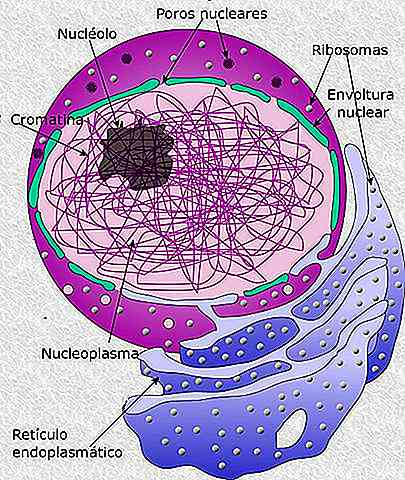 Poros nucleares
Nucléolo
Ribosomas
Envoltura
nuclear
Cromatina
Nucleoplasma
Retículo
endoplasmático